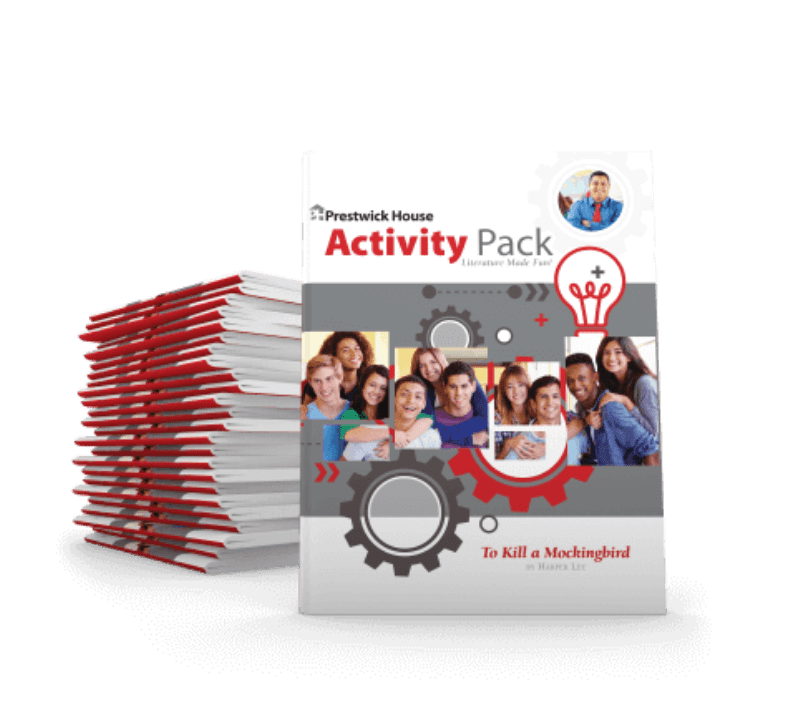 Prestwick House
Activity Pack
Literature Made Fun!
To Kill a Mockingbird
by Harper Lee